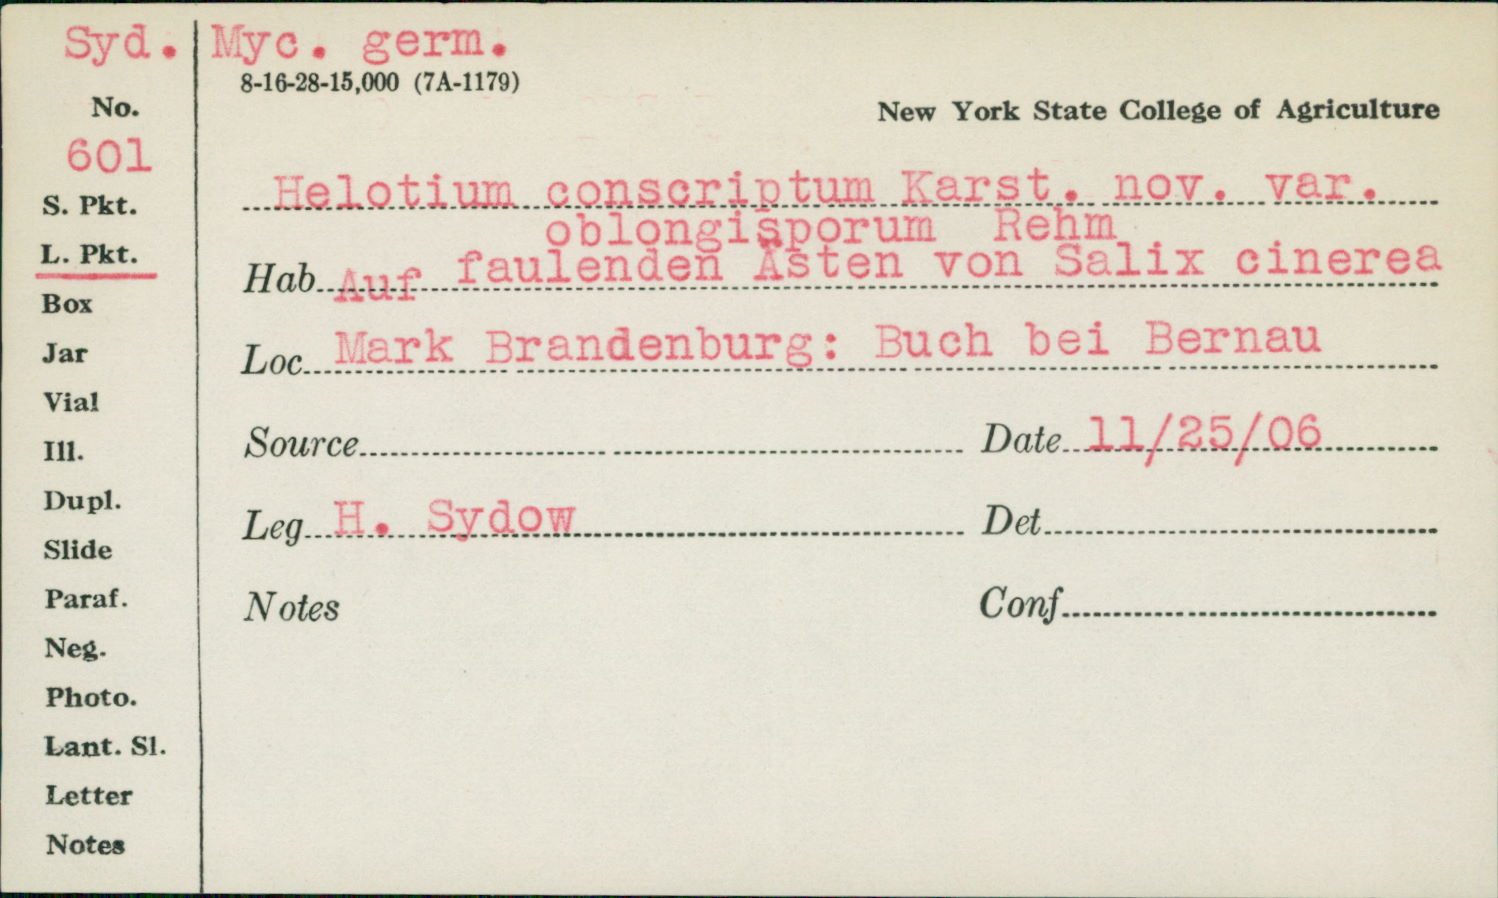 Syd. Myc. germ.
8-16-28-15,000 (7A-1179)
No.
New York State College of Agriculture
601
Helotium conscriptum Karst. nov. var.
S. Pkt.
oblongisporum Rehm
L. Pkt.
Hab. Auf faulenden Ästen von Salix cinerea
Box
Loc. Mark Brandenburg: Buch bei Bernau
Jar
Vial
Source Date 11/25/06
Ill.
Dupl.
Leg. H. Sydow Det
Slide
Paraf.
Notes Conf
Neg.
Photo.
Lant. Sl.
Letter
Notes